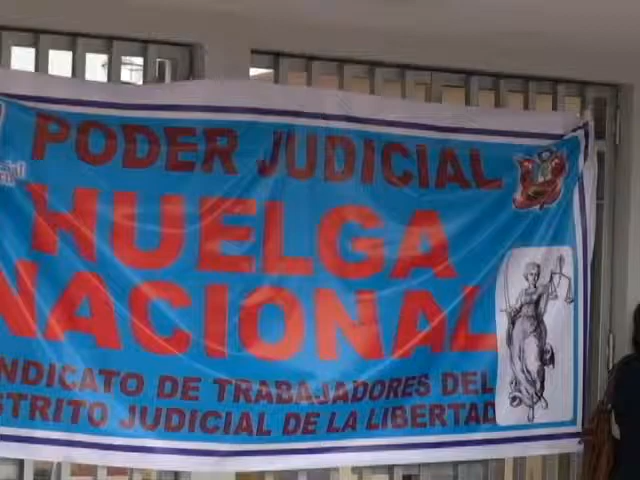 PODER JUDICIAL
HUELGA
NACIONAL
INDICATO DE TRABAJADORES DEL
STRITO JUDICIAL DE LA LIBERTAD